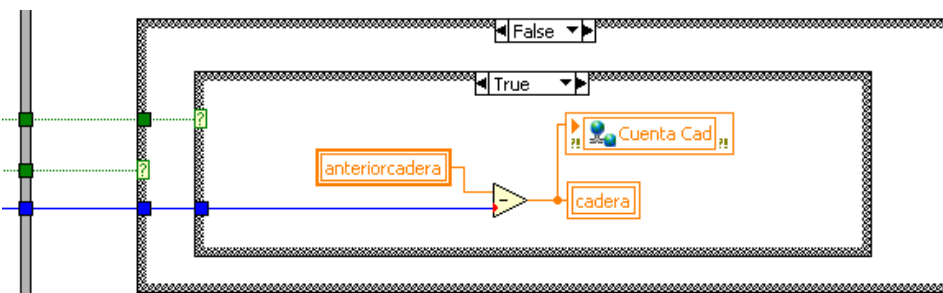 False
True
?
?! Cuenta Cad ?!
anteriorcadera
?
-
cadera